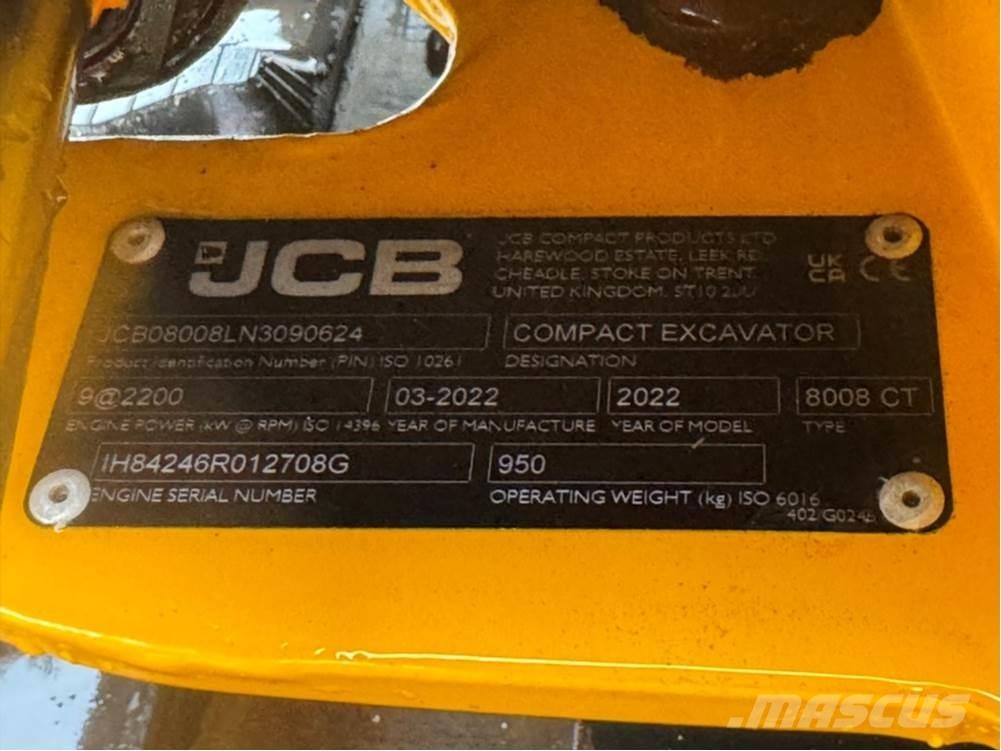 JCB
JCB COMPACT PRODUCTS LTD
HAREWOOD ESTATE, LEEK RD
CHEADLE, STOKE ON TRENT
UNITED KINGDOM. ST10 2JU
UK
CA CE
JCB08008LN3090624 COMPACT EXCAVATOR
Product Identification Number (PIN) ISO 10261 DESIGNATION
9@2200 03-2022 2022 8008 CT
ENGINE POWER (kW @ RPM) ISO 14396 YEAR OF MANUFACTURE YEAR OF MODEL TYPE
IH84246R012708G 950
ENGINE SERIAL NUMBER OPERATING WEIGHT (kg) ISO 6016
MASCUS